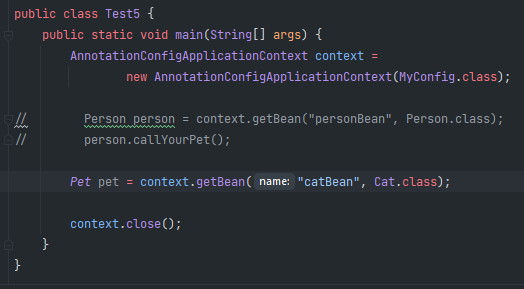 public class Test5 {
public static void main(String[] args) {
AnnotationConfigApplicationContext context =
new AnnotationConfigApplicationContext(MyConfig.class);
// Person person = context.getBean("personBean", Person.class);
// person.callYourPet();
Pet pet = context.getBean( name: "catBean", Cat.class);
context.close();
}
}